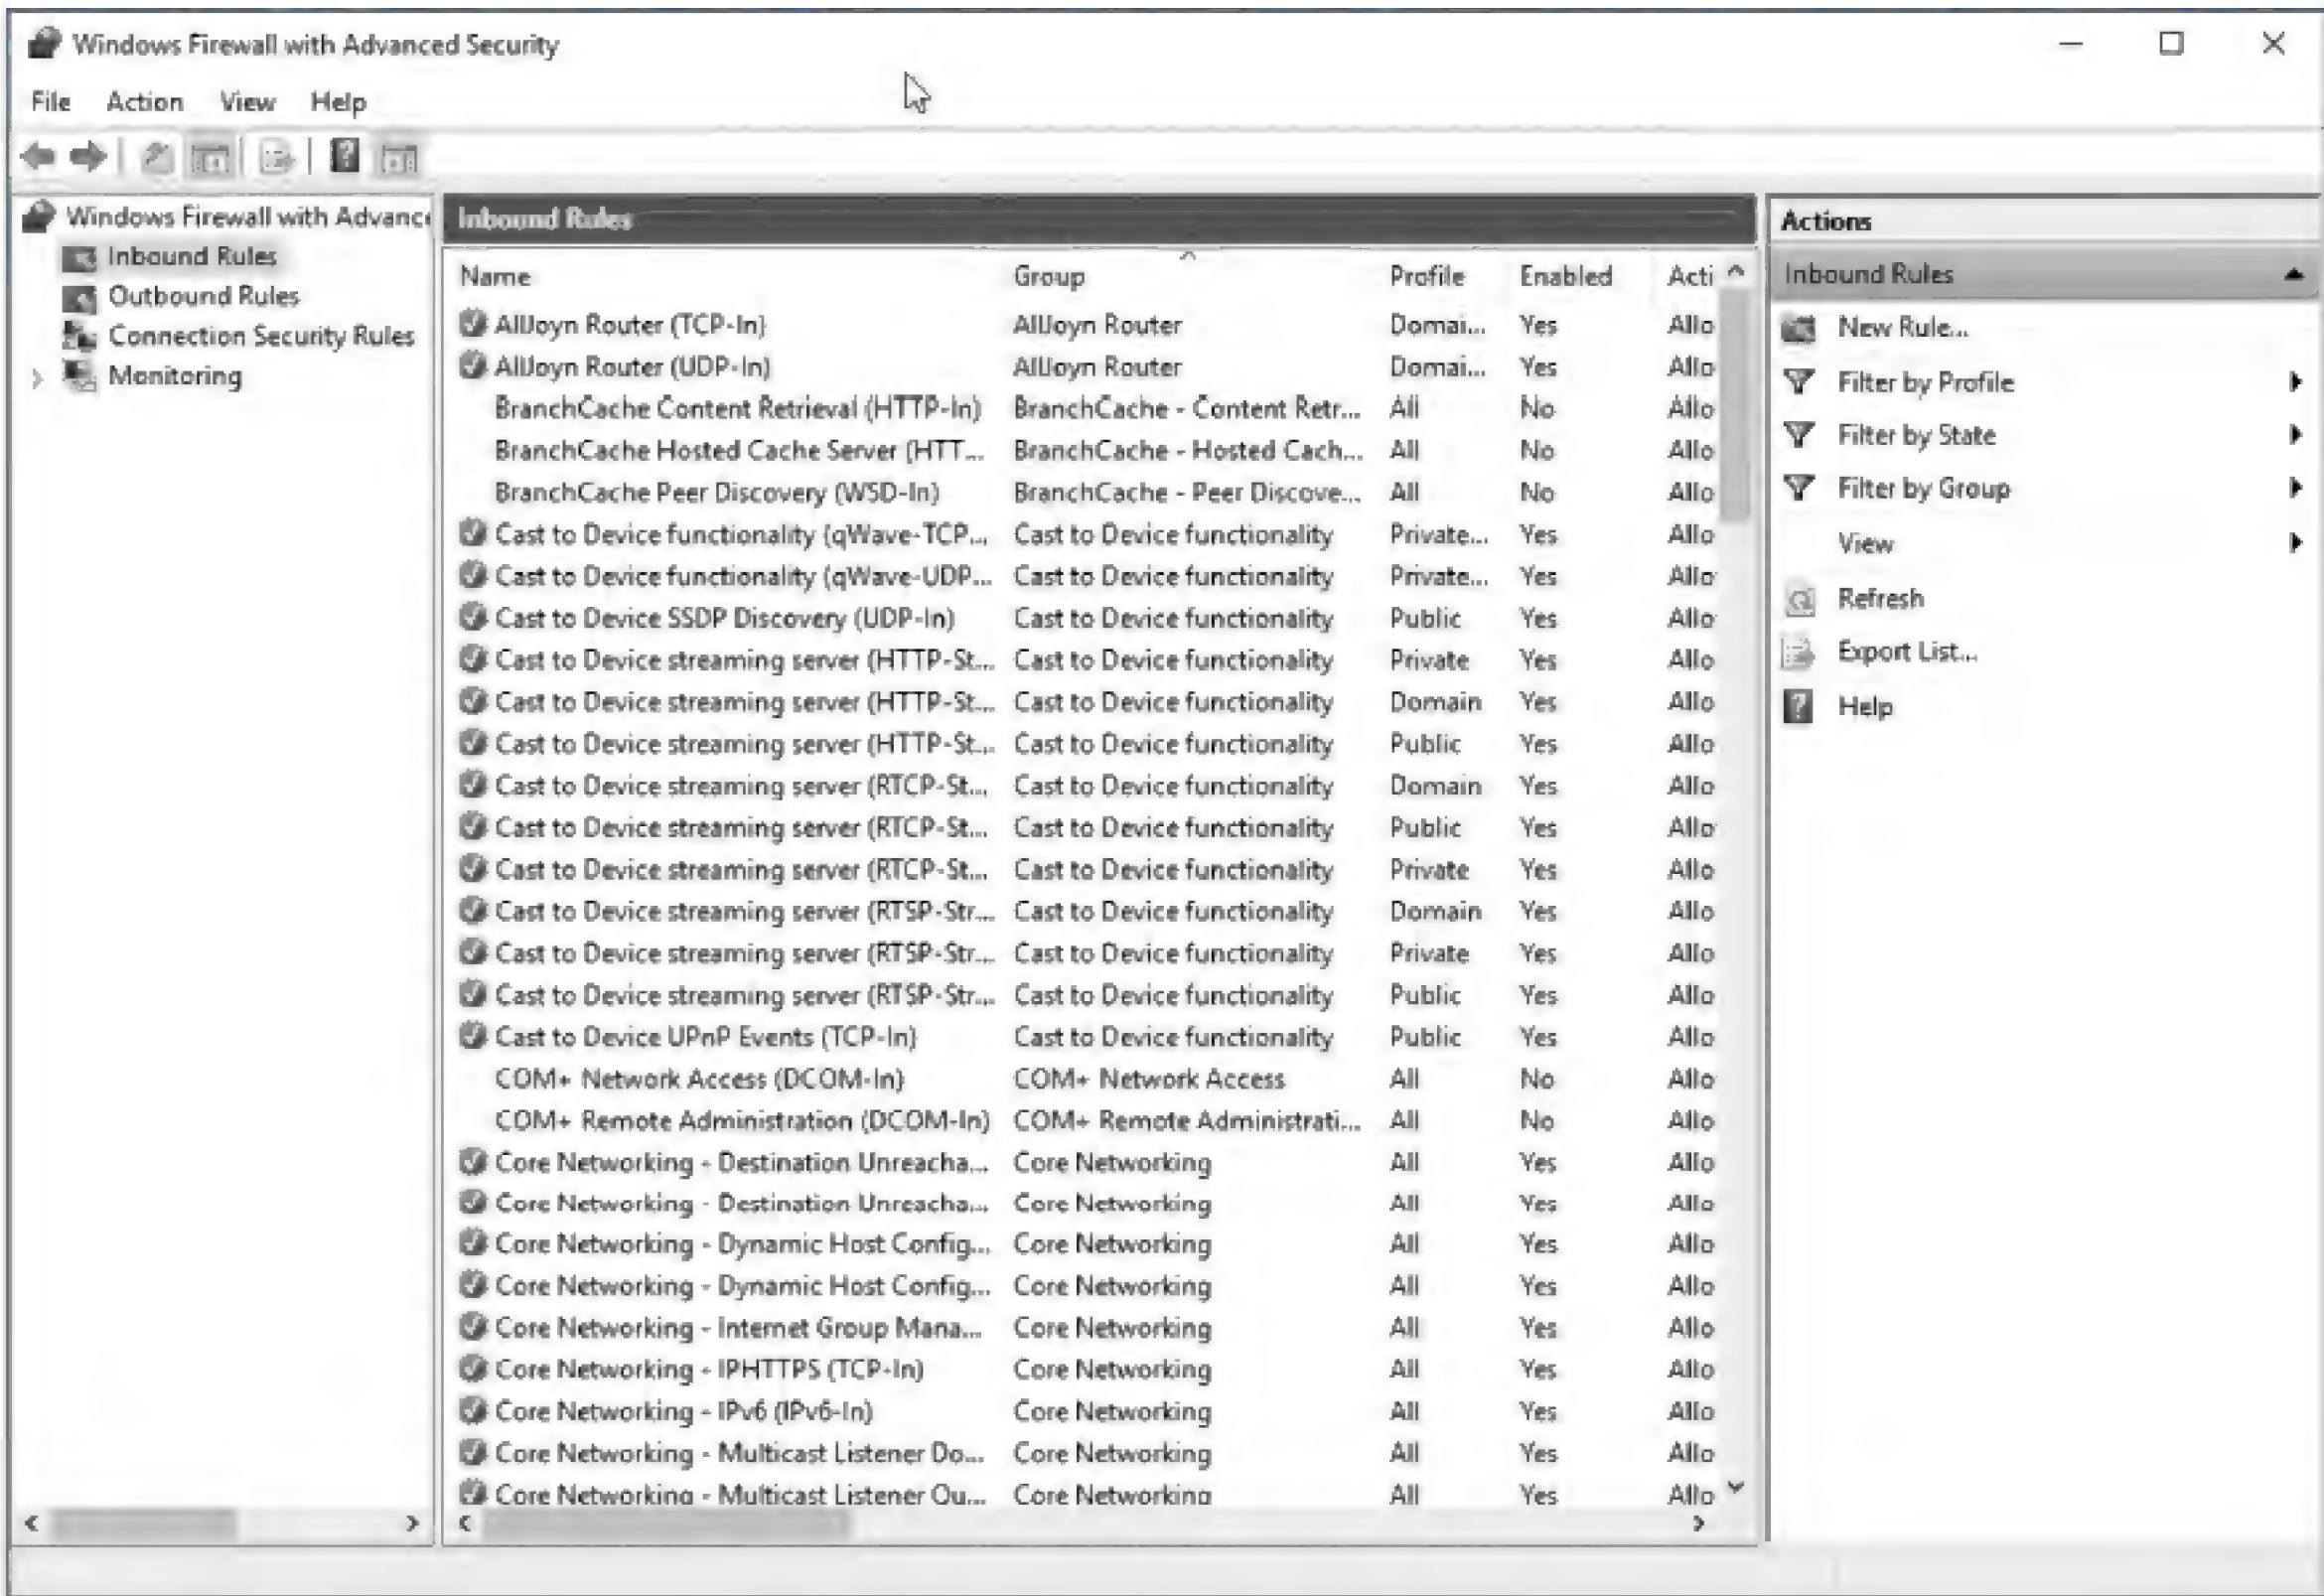 Windows Firewall with Advanced Security
File Action View Help
Windows Firewall with Advance
Inbound Rules
Outbound Rules
Connection Security Rules
Monitoring
Inbound Rules
Name Group Profile Enabled Acti
AllJoyn Router (TCP-In) AllJoyn Router Domai... Yes Allo
AllJoyn Router (UDP-In) AllJoyn Router Domai... Yes Allo
BranchCache Content Retrieval (HTTP-In) BranchCache - Content Retr... All No Allo
BranchCache Hosted Cache Server (HTT... BranchCache - Hosted Cach... All No Allo
BranchCache Peer Discovery (WSD-In) BranchCache - Peer Discove... All No Allo
Cast to Device functionality (qWave-TCP... Cast to Device functionality Private... Yes Allo
Cast to Device functionality (qWave-UDP... Cast to Device functionality Private... Yes Allo
Cast to Device SSDP Discovery (UDP-In) Cast to Device functionality Public Yes Allo
Cast to Device streaming server (HTTP-St... Cast to Device functionality Private Yes Allo
Cast to Device streaming server (HTTP-St... Cast to Device functionality Domain Yes Allo
Cast to Device streaming server (HTTP-St... Cast to Device functionality Public Yes Allo
Cast to Device streaming server (RTCP-St... Cast to Device functionality Domain Yes Allo
Cast to Device streaming server (RTCP-St... Cast to Device functionality Public Yes Allo
Cast to Device streaming server (RTCP-St... Cast to Device functionality Private Yes Allo
Cast to Device streaming server (RTSP-Str... Cast to Device functionality Domain Yes Allo
Cast to Device streaming server (RTSP-Str... Cast to Device functionality Private Yes Allo
Cast to Device streaming server (RTSP-Str... Cast to Device functionality Public Yes Allo
Cast to Device UPnP Events (TCP-In) Cast to Device functionality Public Yes Allo
COM+ Network Access (DCOM-In) COM+ Network Access All No Allo
COM+ Remote Administration (DCOM-In) COM+ Remote Administrati... All No Allo
Core Networking - Destination Unreacha... Core Networking All Yes Allo
Core Networking - Destination Unreacha... Core Networking All Yes Allo
Core Networking - Dynamic Host Config... Core Networking All Yes Allo
Core Networking - Dynamic Host Config... Core Networking All Yes Allo
Core Networking - Internet Group Mana... Core Networking All Yes Allo
Core Networking - IPHTTPS (TCP-In) Core Networking All Yes Allo
Core Networking - IPv6 (IPv6-In) Core Networking All Yes Allo
Core Networking - Multicast Listener Do... Core Networking All Yes Allo
Core Networking - Multicast Listener Qu... Core Networking All Yes Allo
Actions
Inbound Rules
New Rule...
Filter by Profile
Filter by State
Filter by Group
View
Refresh
Export List...
Help